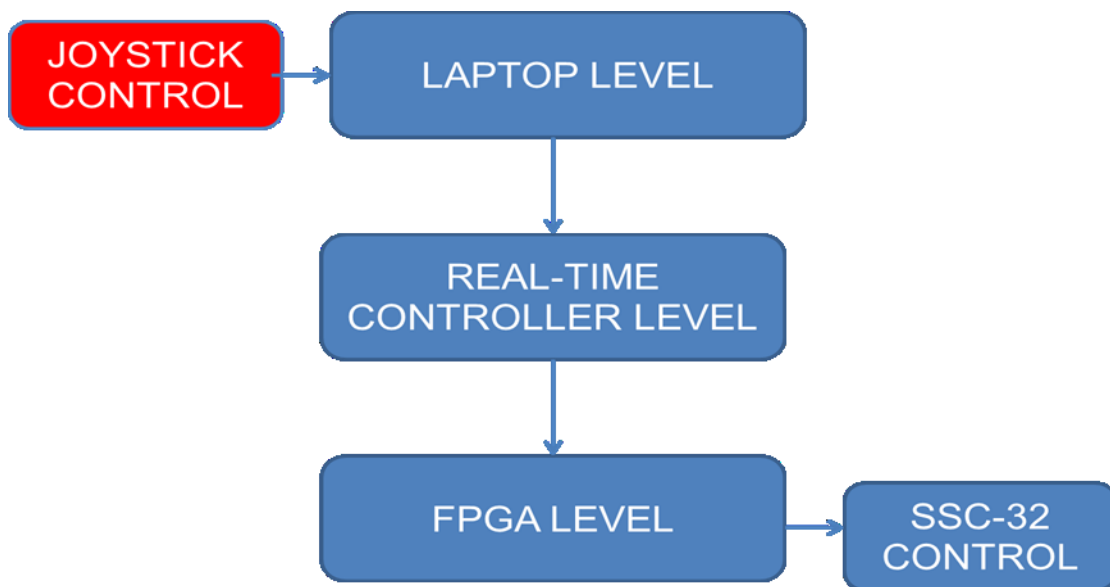 JOYSTICK
CONTROL
LAPTOP LEVEL
REAL-TIME
CONTROLLER LEVEL
FPGA LEVEL
SSC-32
CONTROL